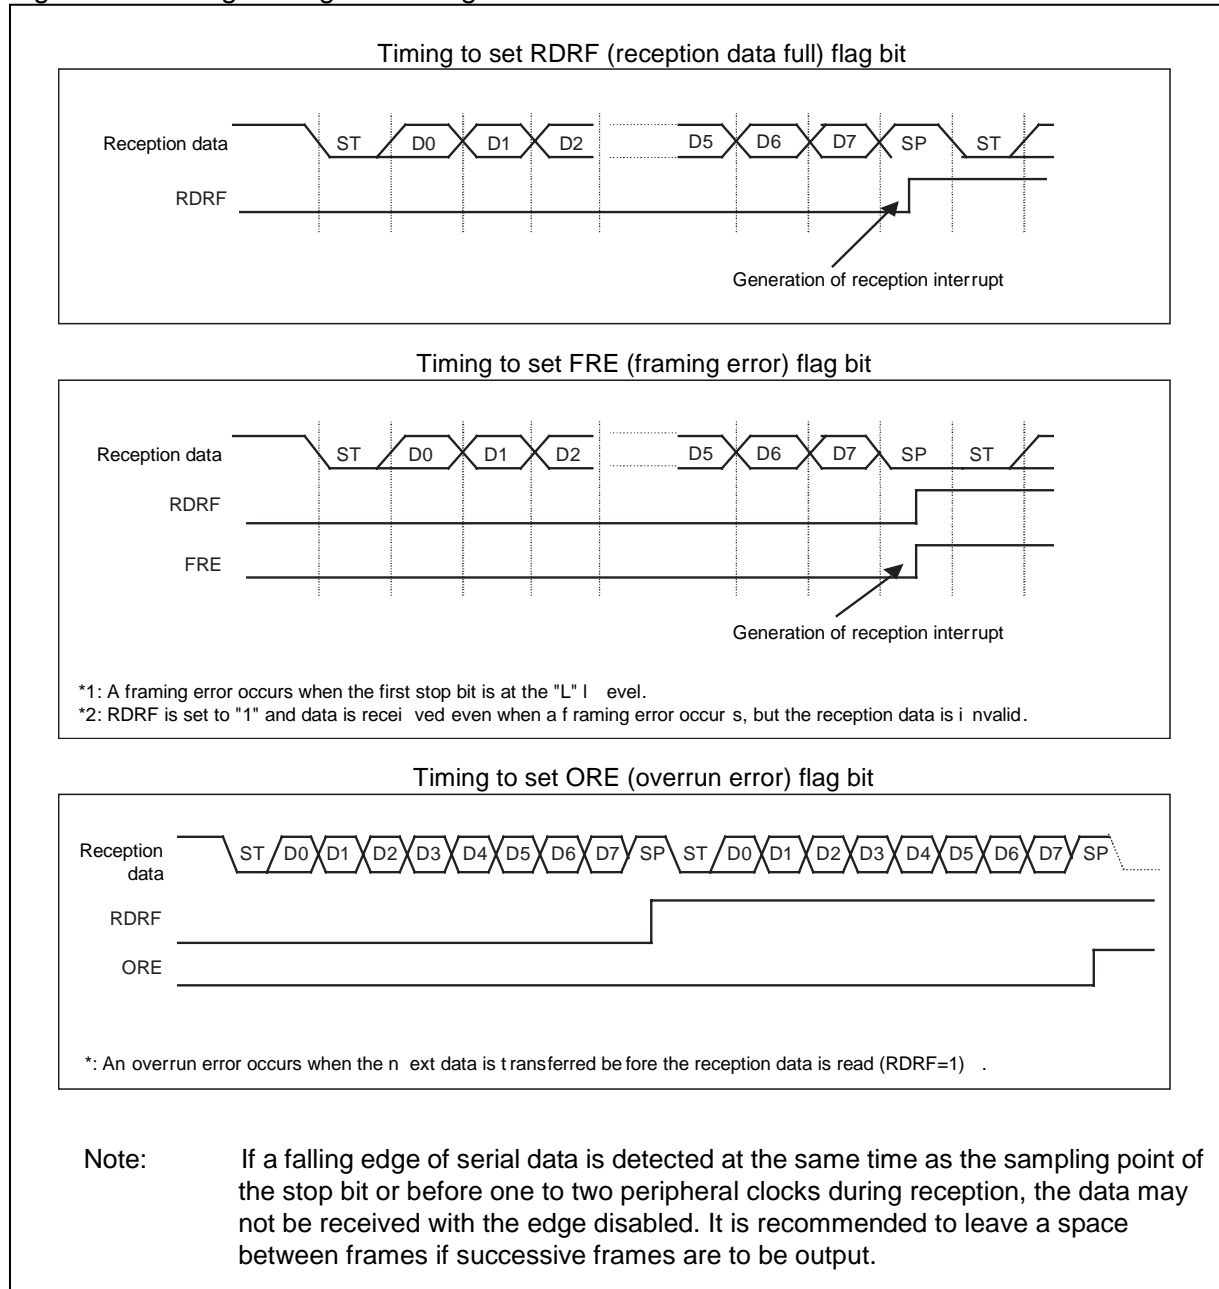 Timing to set RDRF (reception data full) flag bit
Reception data ST D0 D1 D2 D5 D6 D7 SP ST
RDRF
Generation of reception interrupt
Timing to set FRE (framing error) flag bit
Reception data ST D0 D1 D2 D5 D6 D7 SP ST
RDRF
FRE
Generation of reception interrupt
*1: A framing error occurs when the first stop bit is at the "L" l evel.
*2: RDRF is set to "1" and data is recei ved even when a f raming error occur s, but the reception data is i nvalid.
Timing to set ORE (overrun error) flag bit
Reception data ST D0 D1 D2 D3 D4 D5 D6 D7 SP ST D0 D1 D2 D3 D4 D5 D6 D7 SP
RDRF
ORE
*: An overrun error occurs when the n ext data is t ransferred be fore the reception data is read (RDRF=1) .
Note: If a falling edge of serial data is detected at the same time as the sampling point of
the stop bit or before one to two peripheral clocks during reception, the data may
not be received with the edge disabled. It is recommended to leave a space
between frames if successive frames are to be output.